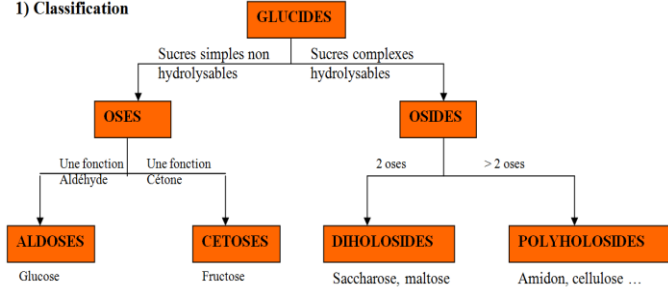 1) Classification
GLUCIDES
Sucres simples non
hydrolysables
Sucres complexes
hydrolysables
OSES
OSIDES
Une fonction
Aldéhyde
Une fonction
Cétone
2 oses
> 2 oses
ALDOSES
CETOSES
DIHOLOSIDES
POLYHOLOSIDES
Glucose
Fructose
Saccharose, maltose
Amidon, cellulose ...